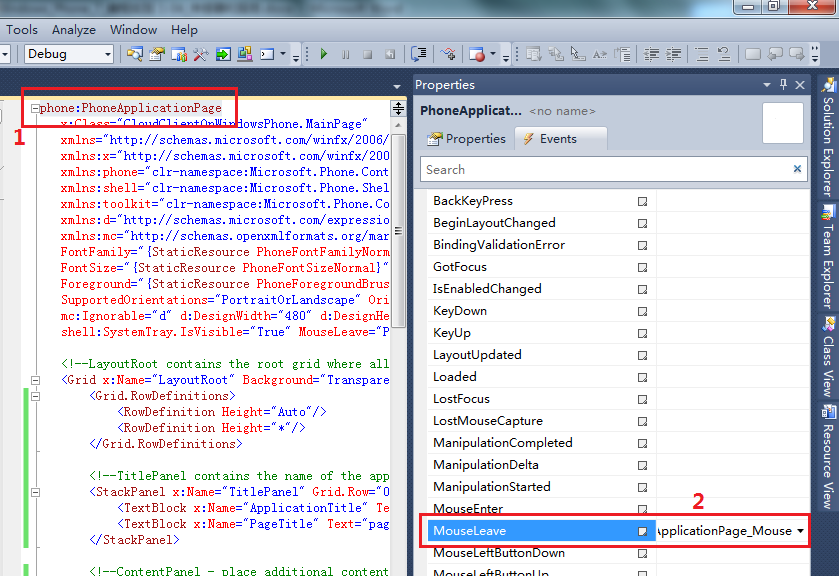 Tools Analyze Window Help
Debug
phone:PhoneApplicationPage
1
x:Class="CloudClientOnWindowsPhone.MainPage"
xmlns="http://schemas.microsoft.com/winfx/2006/
xmlns:x="http://schemas.microsoft.com/winfx/200
xmlns:phone="clr-namespace:Microsoft.Phone.Cont
xmlns:shell="clr-namespace:Microsoft.Phone.Shel
xmlns:toolkit="clr-namespace:Microsoft.Phone.Co
xmlns:d="http://schemas.microsoft.com/expressio
xmlns:mc="http://schemas.openxmlformats.org/mar
FontFamily="{StaticResource PhoneFontFamilyNorm
FontSize="{StaticResource PhoneFontSizeNormal}"
Foreground="{StaticResource PhoneForegroundBrus
SupportedOrientations="PortraitOrLandscape" Ori
mc:Ignorable="d" d:DesignWidth="480" d:DesignHe
shell:SystemTray.IsVisible="True" MouseLeave="P
<!--LayoutRoot contains the root grid where all
<Grid x:Name="LayoutRoot" Background="Transpare
<Grid.RowDefinitions>
<RowDefinition Height="Auto"/>
<RowDefinition Height="*"/>
</Grid.RowDefinitions>
<!--TitlePanel contains the name of the app
<StackPanel x:Name="TitlePanel" Grid.Row="0
<TextBlock x:Name="ApplicationTitle" Te
<TextBlock x:Name="PageTitle" Text="pag
</StackPanel>
<!--ContentPanel - place additional content
Properties
PhoneApplicat... <no name>
Properties Events
Search
BackKeyPress
BeginLayoutChanged
BindingValidationError
GotFocus
IsEnabledChanged
KeyDown
KeyUp
LayoutUpdated
Loaded
LostFocus
LostMouseCapture
ManipulationCompleted
ManipulationDelta
ManipulationStarted
MouseEnter
2
MouseLeave ApplicationPage_Mouse
MouseLeftButtonDown
MouseLeftButtonUp
Solution Explorer
Team Explorer
Class View
Resource View